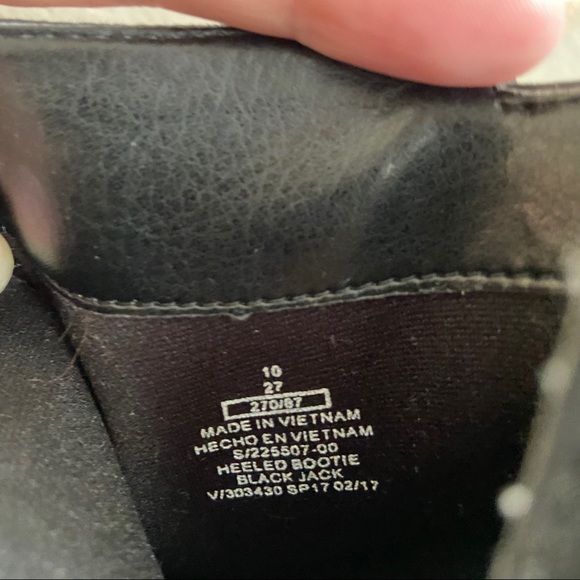 10
27
270/87
MADE IN VIETNAM
HECHO EN VIETNAM
S/225507-00
HEELED BOOTIE
BLACK JACK
V/303430 SP17 02/17